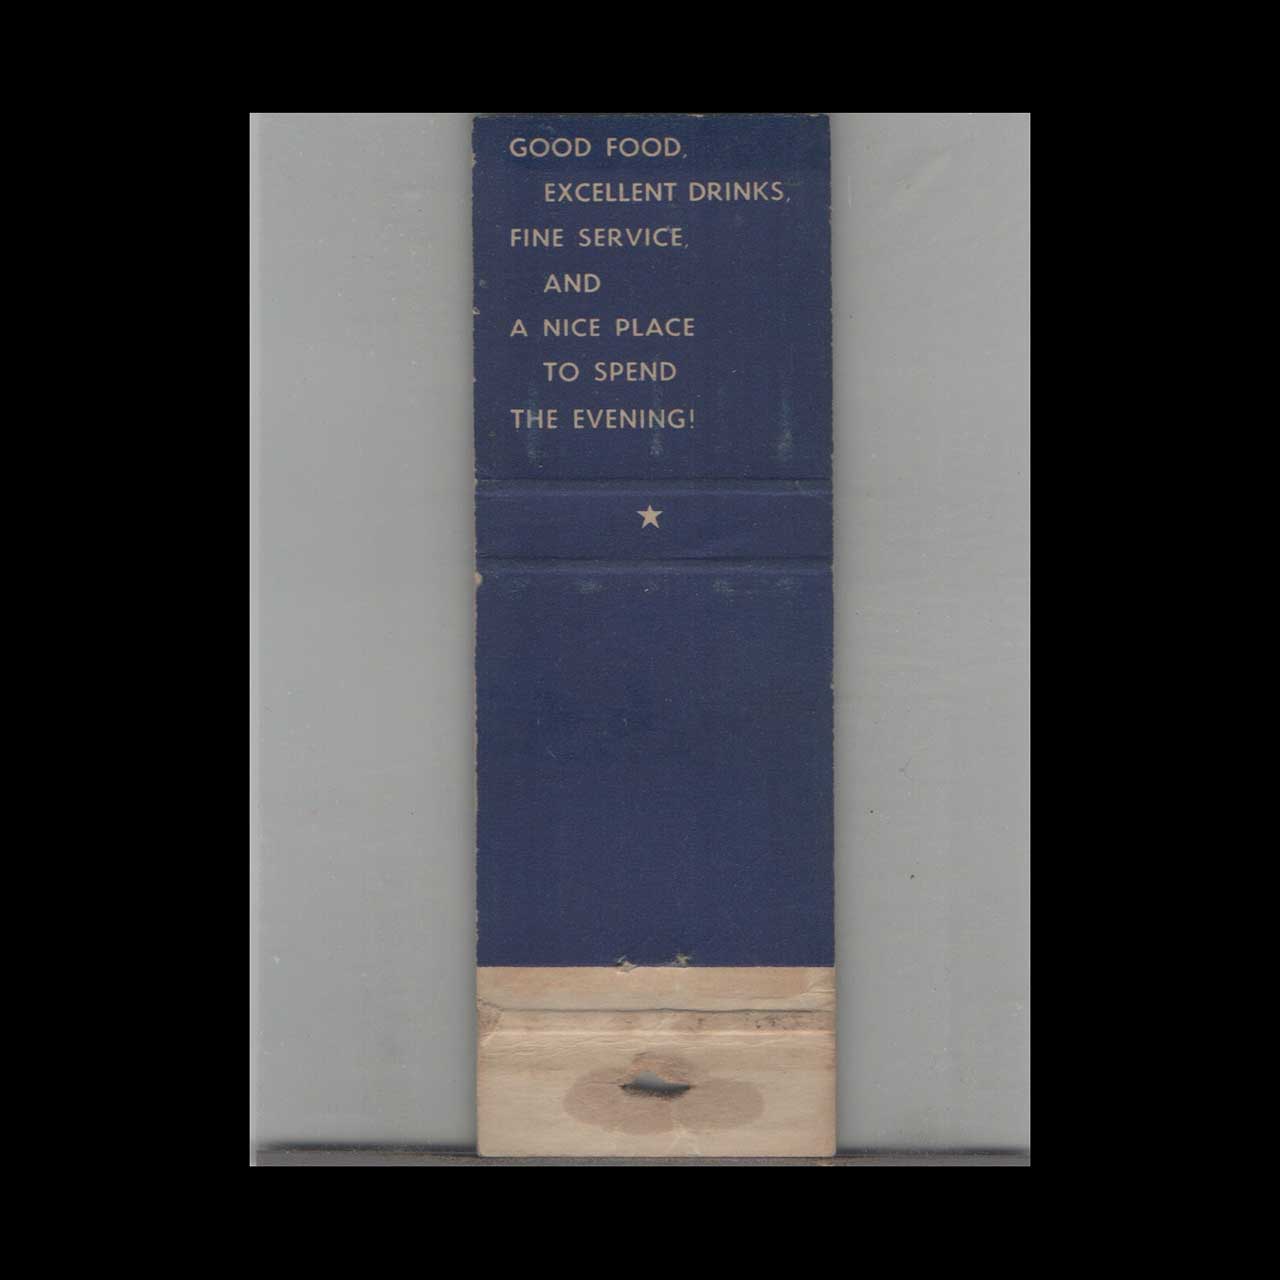 GOOD FOOD,
EXCELLENT DRINKS,
FINE SERVICE,
AND
A NICE PLACE
TO SPEND
THE EVENING!